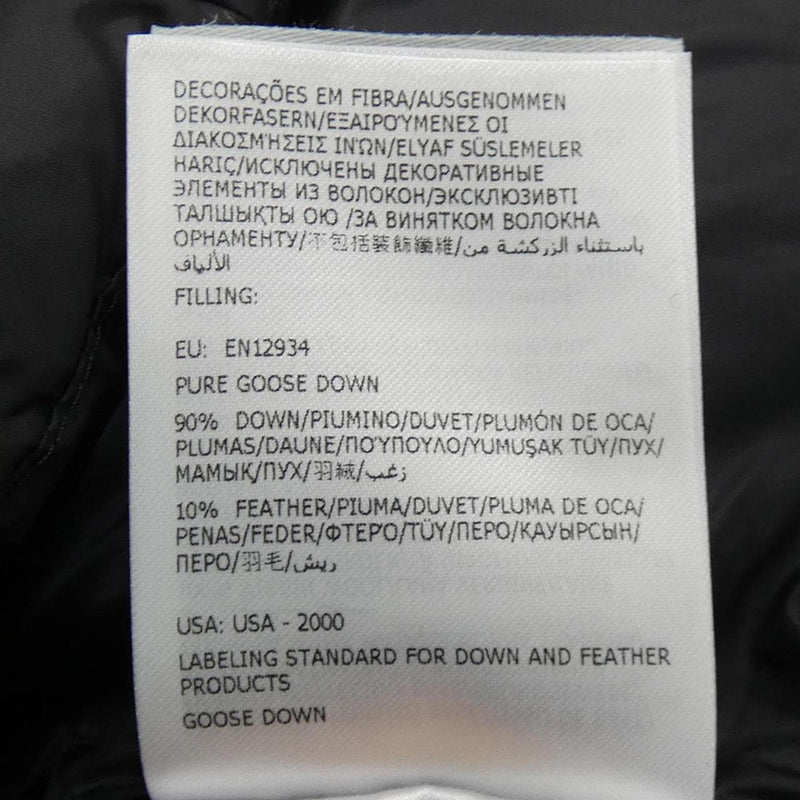 DECORAÇÕES EM FIBRA/AUSGENOMMEN
DEKORFASERN/ΕΞΑΙΡΟΎΜΕΝΕΣ ΟΙ
ΔΙΑΚΟΣΜΉΣΕΙΣ ΙΝΏΝ/ELYAF SÜSLEMELER
HARIÇ/ИСКЛЮЧЕНЫ ДЕКОРАТИВНЫЕ
ЭЛЕМЕНТЫ ИЗ ВОЛОКОН/ЭКСКЛЮЗИВТІ
ТАЛШЫҚТЫ ОЮ /ЗА ВИНЯТКОМ ВОЛОКНА
ОРНАМЕНТУ/不包括裝飾纖維/باستثناء الزركشة من
الألياف
FILLING:
EU: EN12934
PURE GOOSE DOWN
90% DOWN/PIUMINO/DUVET/PLUMÓN DE OCA/
PLUMAS/DAUNE/ΠΟΎΠΟΥΛΟ/YUMUŞAK TÜY/ПУХ/
МАМЫҚ/ПУХ/羽絨/زغب
10% FEATHER/PIUMA/DUVET/PLUMA DE OCA/
PENAS/FEDER/ΦΤΕΡΌ/TÜY/ПЕРО/ҚАУЫРСЫН/
ПЕРО/羽毛/ريش
USA: USA - 2000
LABELING STANDARD FOR DOWN AND FEATHER
PRODUCTS
GOOSE DOWN